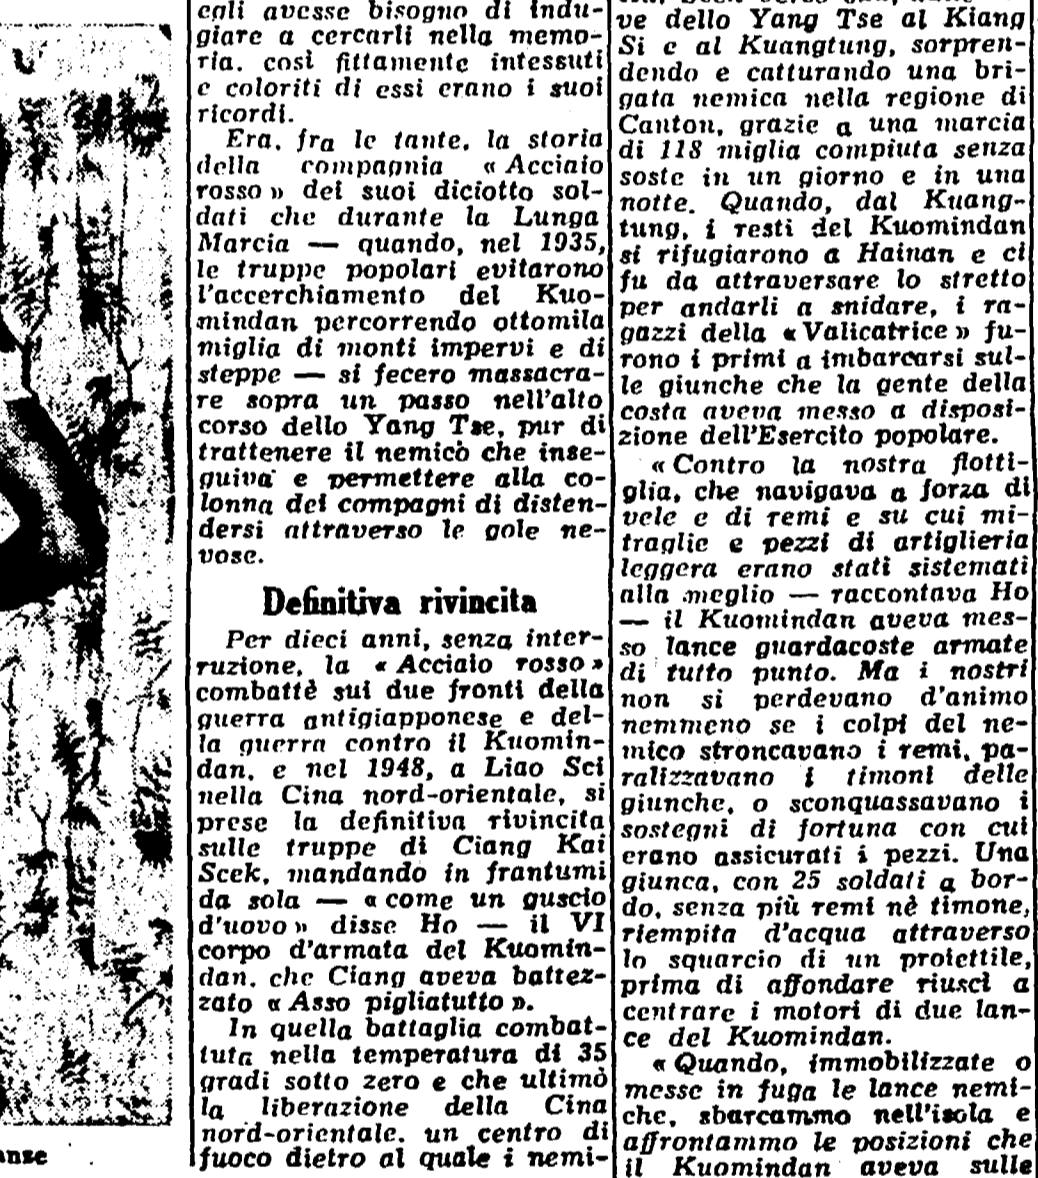 egli avesse bisogno di indu-
giare a cercarli nella memo-
ria, così fittamente intessuti
e coloriti di essi erano i suoi
ricordi.
Era, fra le tante, la storia
della compagnia « Acciaio
rosso » dei suoi diciotto sol-
dati che durante la Lunga
Marcia — quando, nel 1935,
le truppe popolari evitarono
l'accerchiamento del Kuo-
mindan percorrendo ottomila
miglia di monti impervi e di
steppe — si fecero massacra-
re sopra un passo nell'alto
corso dello Yang Tse, pur di
trattenere il nemico che inse-
guiva e permettere alla co-
lonna dei compagni di disten-
dersi attraverso le gole ne-
vose.
Definitiva rivincita
Per dieci anni, senza inter-
ruzione, la « Acciaio rosso »
combattè sui due fronti della
guerra antigiapponese e del-
la guerra contro il Kuomin-
dan, e nel 1948, a Liao Sci
nella Cina nord-orientale, si
prese la definitiva rivincita
sulle truppe di Ciang Kai
Scek, mandando in frantumi
da sola — « come un guscio
d'uovo » disse Ho — il VI
corpo d'armata del Kuomin-
dan, che Ciang aveva battez-
zato « Asso pigliatutto ».
In quella battaglia combat-
tuta nella temperatura di 35
gradi sotto zero e che ultimò
la liberazione della Cina
nord-orientale, un centro di
fuoco dietro al quale i nemi-
ve dello Yang Tse al Kiang
Si e al Kuangtung, sorpren-
dendo e catturando una bri-
gata nemica nella regione di
Canton, grazie a una marcia
di 118 miglia compiuta senza
soste in un giorno e in una
notte. Quando, dal Kuang-
tung, i resti del Kuomindan
si rifugiarono a Hainan e ci
fu da attraversare lo stretto
per andarli a snidare, i ra-
gazzi della « Valicatrice » fu-
rono i primi a imbarcarsi sul-
le giunche che la gente della
costa aveva messo a disposi-
zione dell'Esercito popolare.
« Contro la nostra flotti-
glia, che navigava a forza di
vele e di remi e su cui mi-
traglie e pezzi di artiglieria
leggera erano stati sistemati
alla meglio — raccontava Ho
— il Kuomindan aveva mes-
so lance guardacoste armate
di tutto punto. Ma i nostri
non si perdevano d'animo
nemmeno se i colpi del ne-
mico stroncavano i remi, pa-
ralizzavano i timoni delle
giunche, o sconquassavano i
sostegni di fortuna con cui
erano assicurati i pezzi. Una
giunca, con 25 soldati a bor-
do, senza più remi nè timone,
riempita d'acqua attraverso
lo squarcio di un proiettile,
prima di affondare riuscì a
centrare i motori di due lan-
ce del Kuomindan.
« Quando, immobilizzate o
messe in fuga le lance nemi-
che, sbarcammo nell'isola e
affrontammo le posizioni che
il Kuomindan aveva sulle